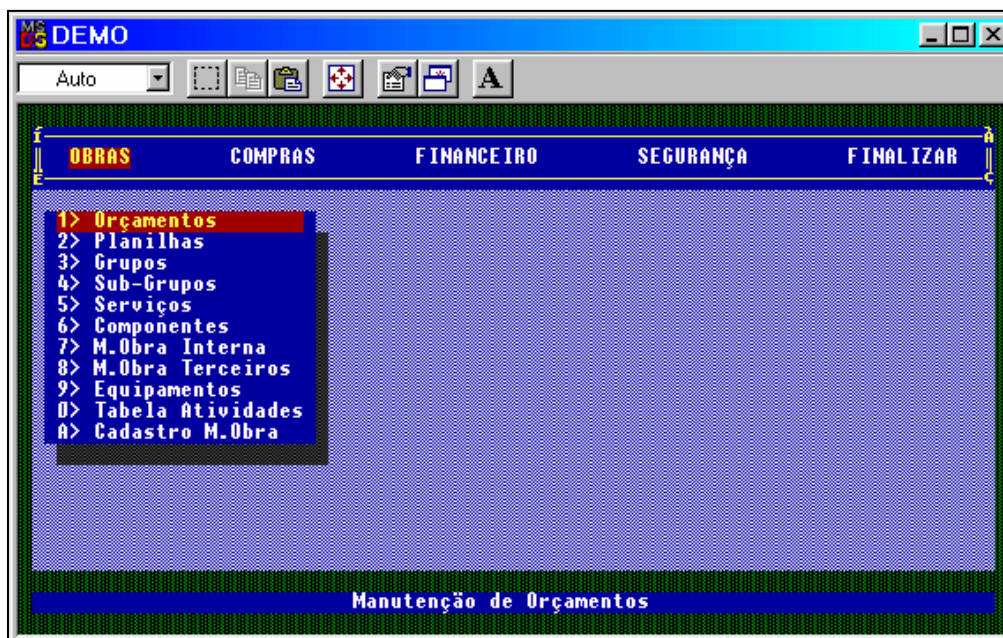 DEMO
Auto
A
OBRAS COMPRAS FINANCEIRO SEGURANÇA FINALIZAR
1> Orçamentos
2> Planilhas
3> Grupos
4> Sub-Grupos
5> Serviços
6> Componentes
7> M.Obra Interna
8> M.Obra Terceiros
9> Equipamentos
0> Tabela Atividades
A> Cadastro M.Obra
Manutenção de Orçamentos